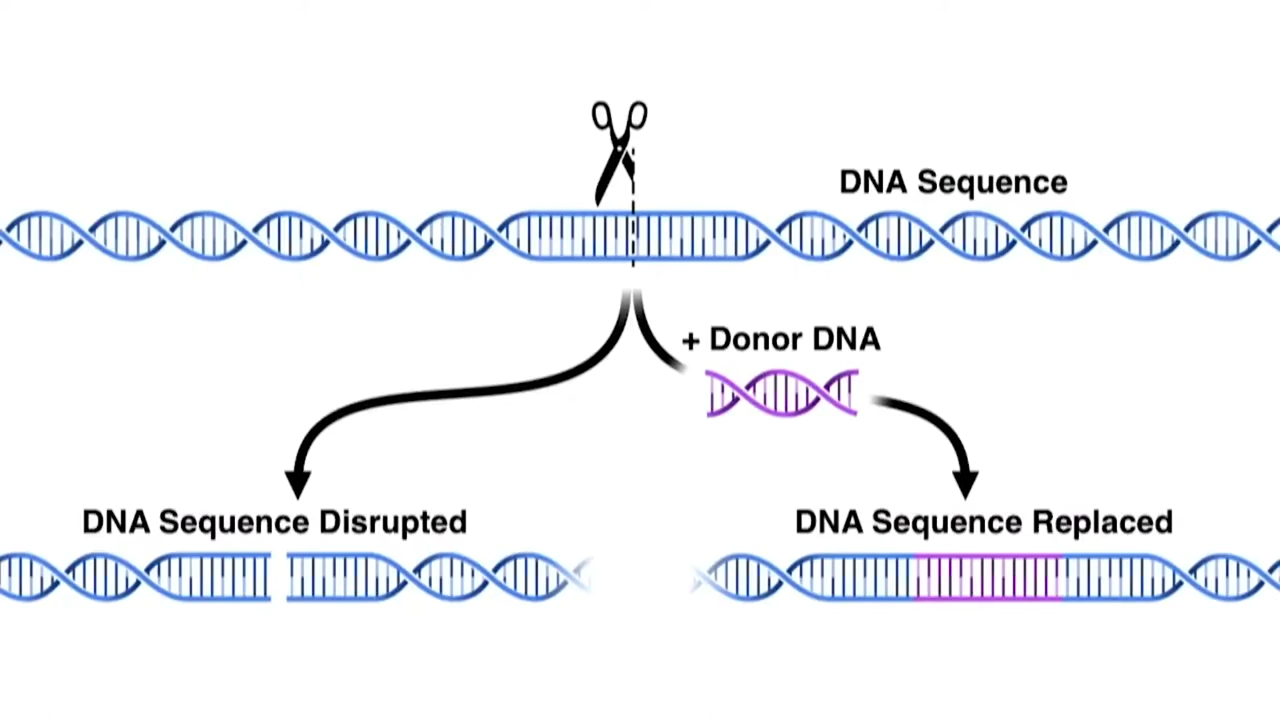 DNA Sequence
+ Donor DNA
DNA Sequence Disrupted
DNA Sequence Replaced